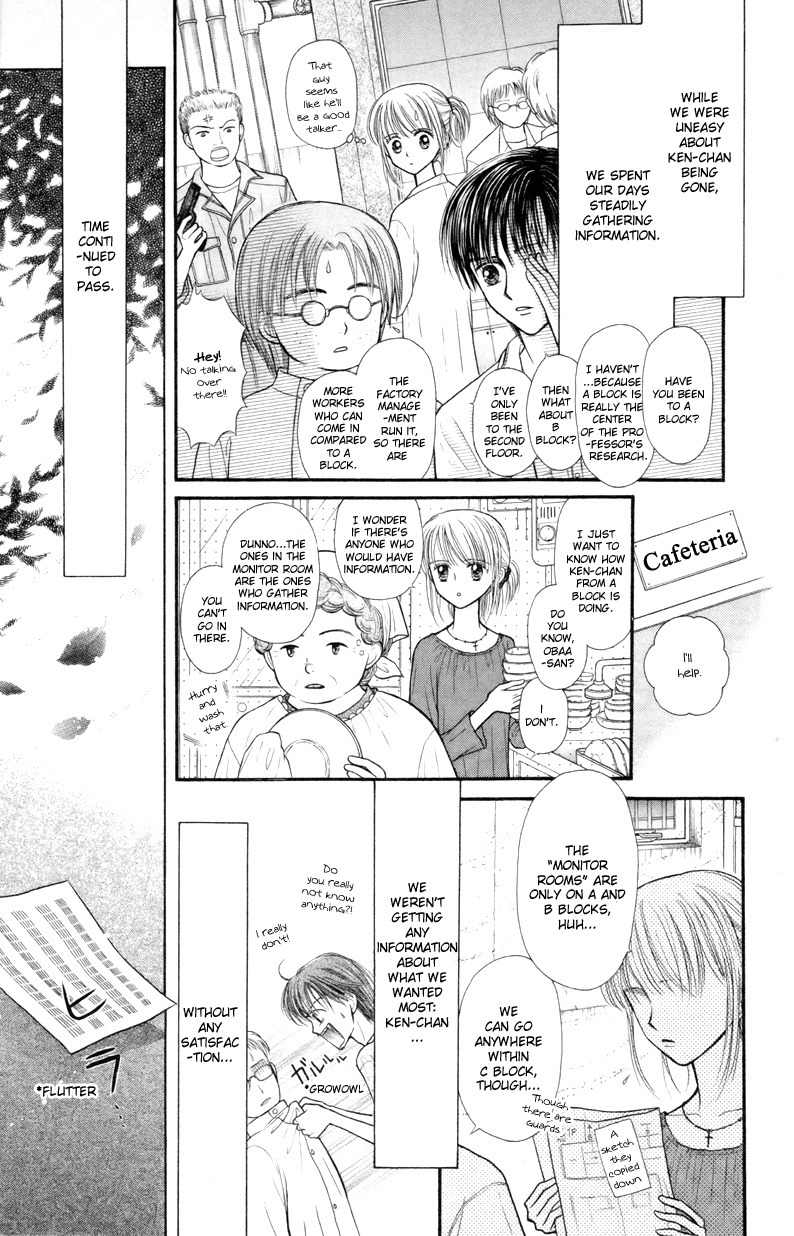 WHILE
WE WERE
UNEASY
ABOUT
KEN-CHAN
BEING
GONE,
WE SPENT
OUR DAYS
STEADILY
GATHERING
INFORMATION.
That
guy
seems
like he'll
be a good
talker...
HAVE
YOU BEEN
TO A
BLOCK?
I HAVEN'T
...BECAUSE
A BLOCK IS
REALLY THE
CENTER
OF THE PRO
-FESSOR'S
RESEARCH.
THEN
WHAT
ABOUT
B
BLOCK?
I'VE
ONLY
BEEN
TO THE
SECOND
FLOOR.
THE
FACTORY
MANAGE
-MENT
RUN IT,
SO THERE
ARE
MORE
WORKERS
WHO CAN
COME IN
COMPARED
TO A
BLOCK.
Hey!
No talking
over
there!!
Cafeteria
I'll
help.
I JUST
WANT TO
KNOW HOW
KEN-CHAN
FROM A
BLOCK IS
DOING.
DO
YOU
KNOW,
OBAA
-SAN?
I
DON'T.
I WONDER
IF THERE'S
ANYONE WHO
WOULD HAVE
INFORMATION.
DUNNO...THE
ONES IN THE
MONITOR ROOM
ARE THE ONES
WHO GATHER
INFORMATION.
YOU
CAN'T
GO IN
THERE.
Hurry
and
wash
that
THE
"MONITOR
ROOMS" ARE
ONLY ON A AND
B BLOCKS,
HUH...
WE
CAN GO
ANYWHERE
WITHIN
C BLOCK,
THOUGH...
Though
there are
guards
1F
A
sketch
they
copied
down
WE
WEREN'T
GETTING
ANY
INFORMATION
ABOUT
WHAT WE
WANTED
MOST:
KEN-CHAN
...
Do
you really
not know
anything?!
I really
don't!
ガルルルル
*GROWOWL
WITHOUT
ANY
SATISFAC
-TION...
TIME
CONTI
-NUED
TO
PASS.
ヒラ
*FLUTTER